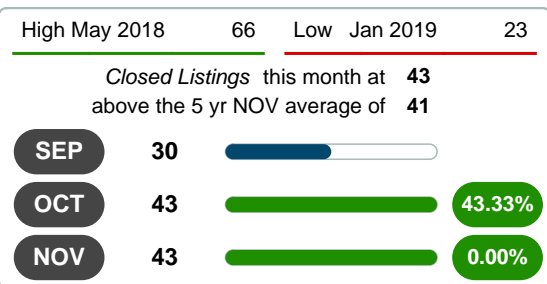 High May 2018 66 Low Jan 2019 23
Closed Listings this month at 43
above the 5 yr NOV average of 41
SEP 30
OCT 43 43.33%
NOV 43 0.00%